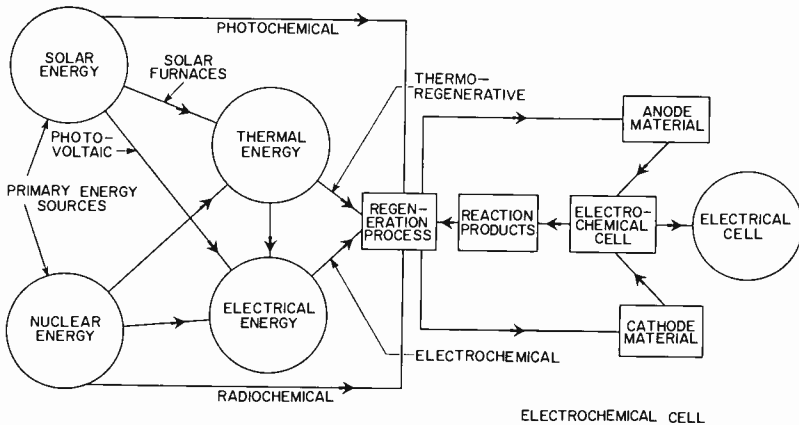 PHOTOCHEMICAL
SOLAR
ENERGY
SOLAR
FURNACES
THERMO-
REGENERATIVE
PHOTO-
VOLTAIC
THERMAL
ENERGY
ANODE
MATERIAL
PRIMARY ENERGY
SOURCES
REGEN-
ERATION
PROCESS
REACTION
PRODUCTS
ELECTRO-
CHEMICAL
CELL
ELECTRICAL
CELL
NUCLEAR
ENERGY
ELECTRICAL
ENERGY
CATHODE
MATERIAL
ELECTROCHEMICAL
RADIOCHEMICAL
ELECTROCHEMICAL CELL